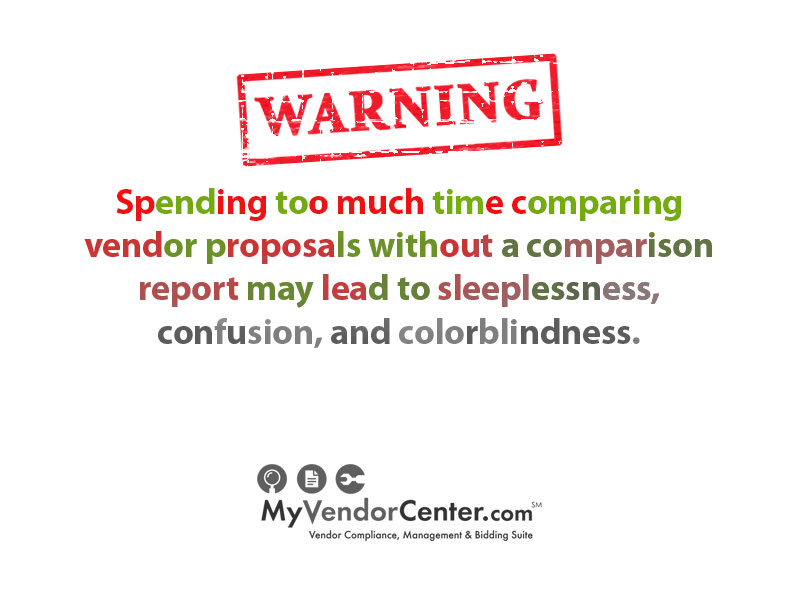 WARNING
Spending too much time comparing
vendor proposals without a comparison
report may lead to sleeplessness,
confusion, and colorblindness.
MyVendorCenter.com℠
Vendor Compliance, Management & Bidding Suite